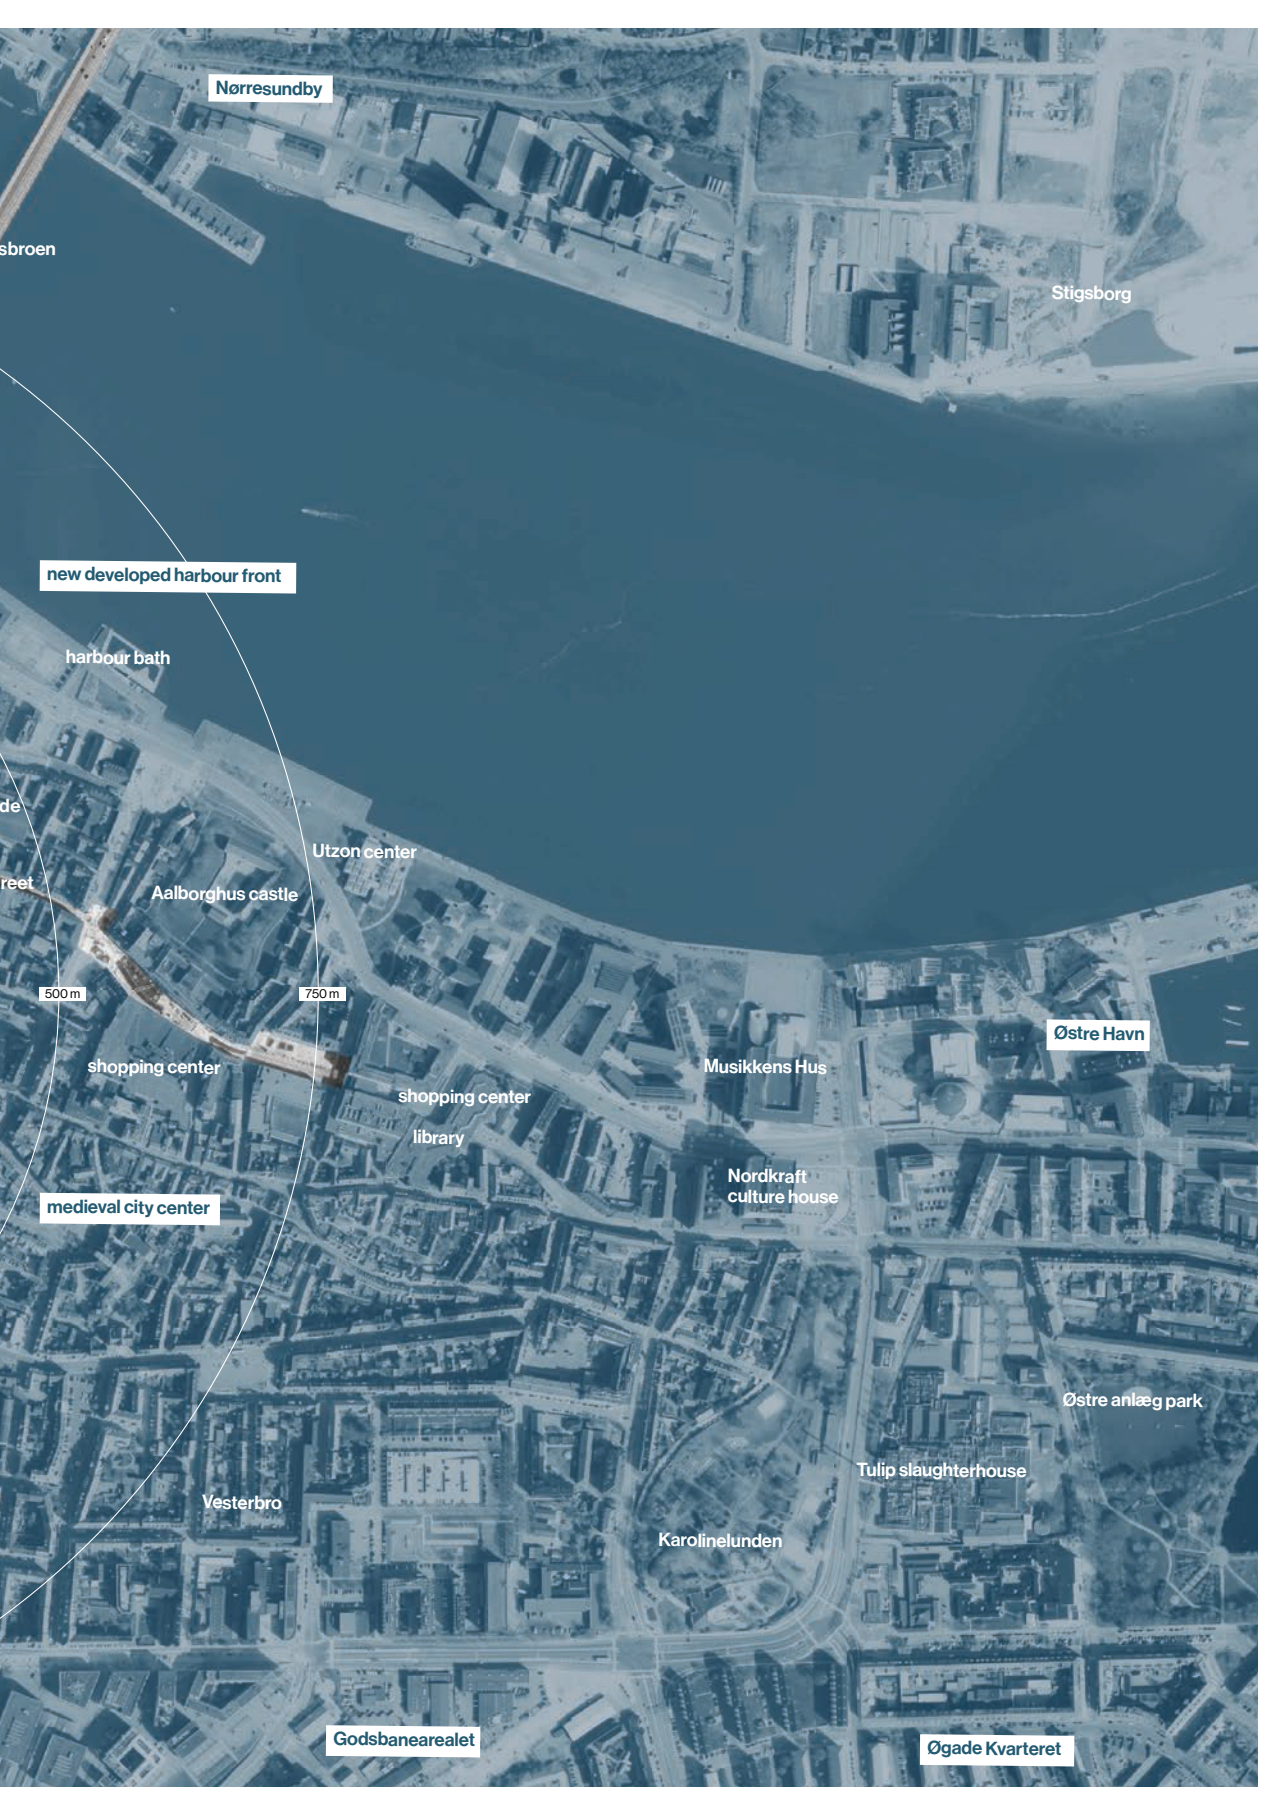 Nørresundby
sbroen
Stigsborg
new developed harbour front
harbour bath
de
Utzon center
reet
Aalborghus castle
500 m
750 m
Østre Havn
shopping center
Musikkens Hus
shopping center
library
Nordkraft
culture house
medieval city center
Østre anlæg park
Tulip slaughterhouse
Vesterbro
Karolinelunden
Godsbanearealet
Øgade Kvarteret